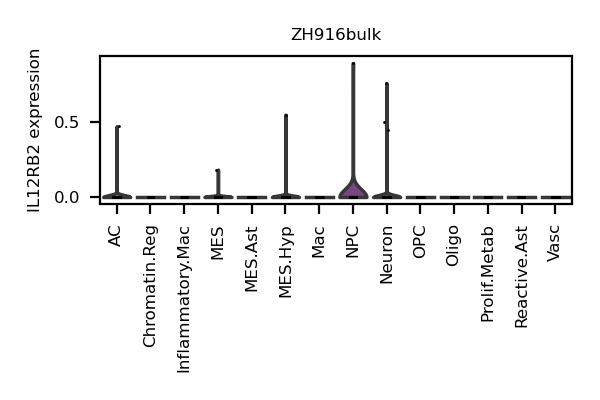 ZH916bulk
IL12RB2 expression
0.5
0.0
AC
Chromatin.Reg
Inflammatory.Mac
MES
MES.Ast
MES.Hyp
Mac
NPC
Neuron
OPC
Oligo
Prolif.Metab
Reactive.Ast
Vasc